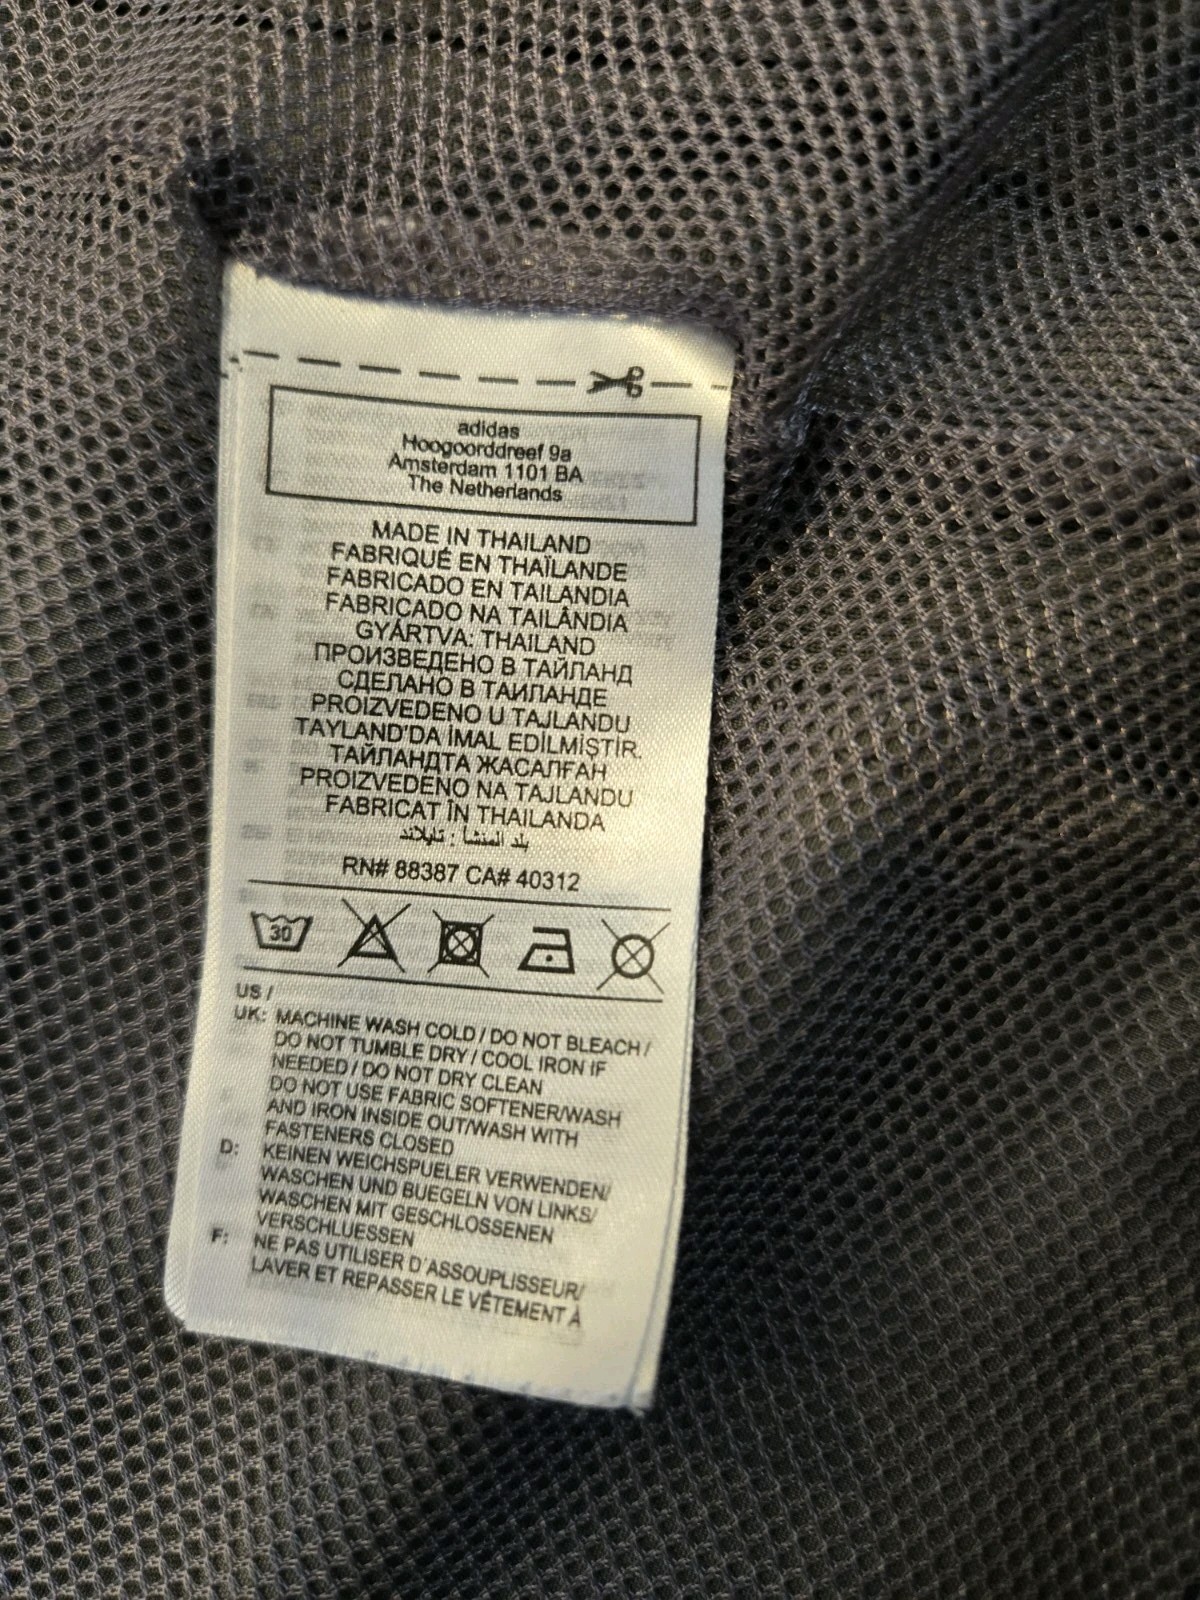 adidas
Hoogoorddreef 9a
Amsterdam 1101 BA
The Netherlands
MADE IN THAILAND
FABRIQUÉ EN THAÏLANDE
FABRICADO EN TAILANDIA
FABRICADO NA TAILÂNDIA
GYÁRTVA: THAILAND
ПРОИЗВЕДЕНО В ТАЙЛАНД
СДЕЛАНО В ТАИЛАНДЕ
PROIZVEDENO U TAJLANDU
TAYLAND'DA İMAL EDİLMİŞTİR.
ТАЙЛАНДТА ЖАСАЛҒАН
PROIZVEDENO NA TAJLANDU
FABRICAT ÎN THAILANDA
بلد المنشأ : تايلاند
RN# 88387 CA# 40312
30
US /
UK: MACHINE WASH COLD / DO NOT BLEACH /
DO NOT TUMBLE DRY / COOL IRON IF
NEEDED / DO NOT DRY CLEAN
DO NOT USE FABRIC SOFTENER/WASH
AND IRON INSIDE OUT/WASH WITH
FASTENERS CLOSED
D: KEINEN WEICHSPUELER VERWENDEN/
WASCHEN UND BUEGELN VON LINKS/
WASCHEN MIT GESCHLOSSENEN
VERSCHLUESSEN
F: NE PAS UTILISER D´ASSOUPLISSEUR/
LAVER ET REPASSER LE VÊTEMENT À